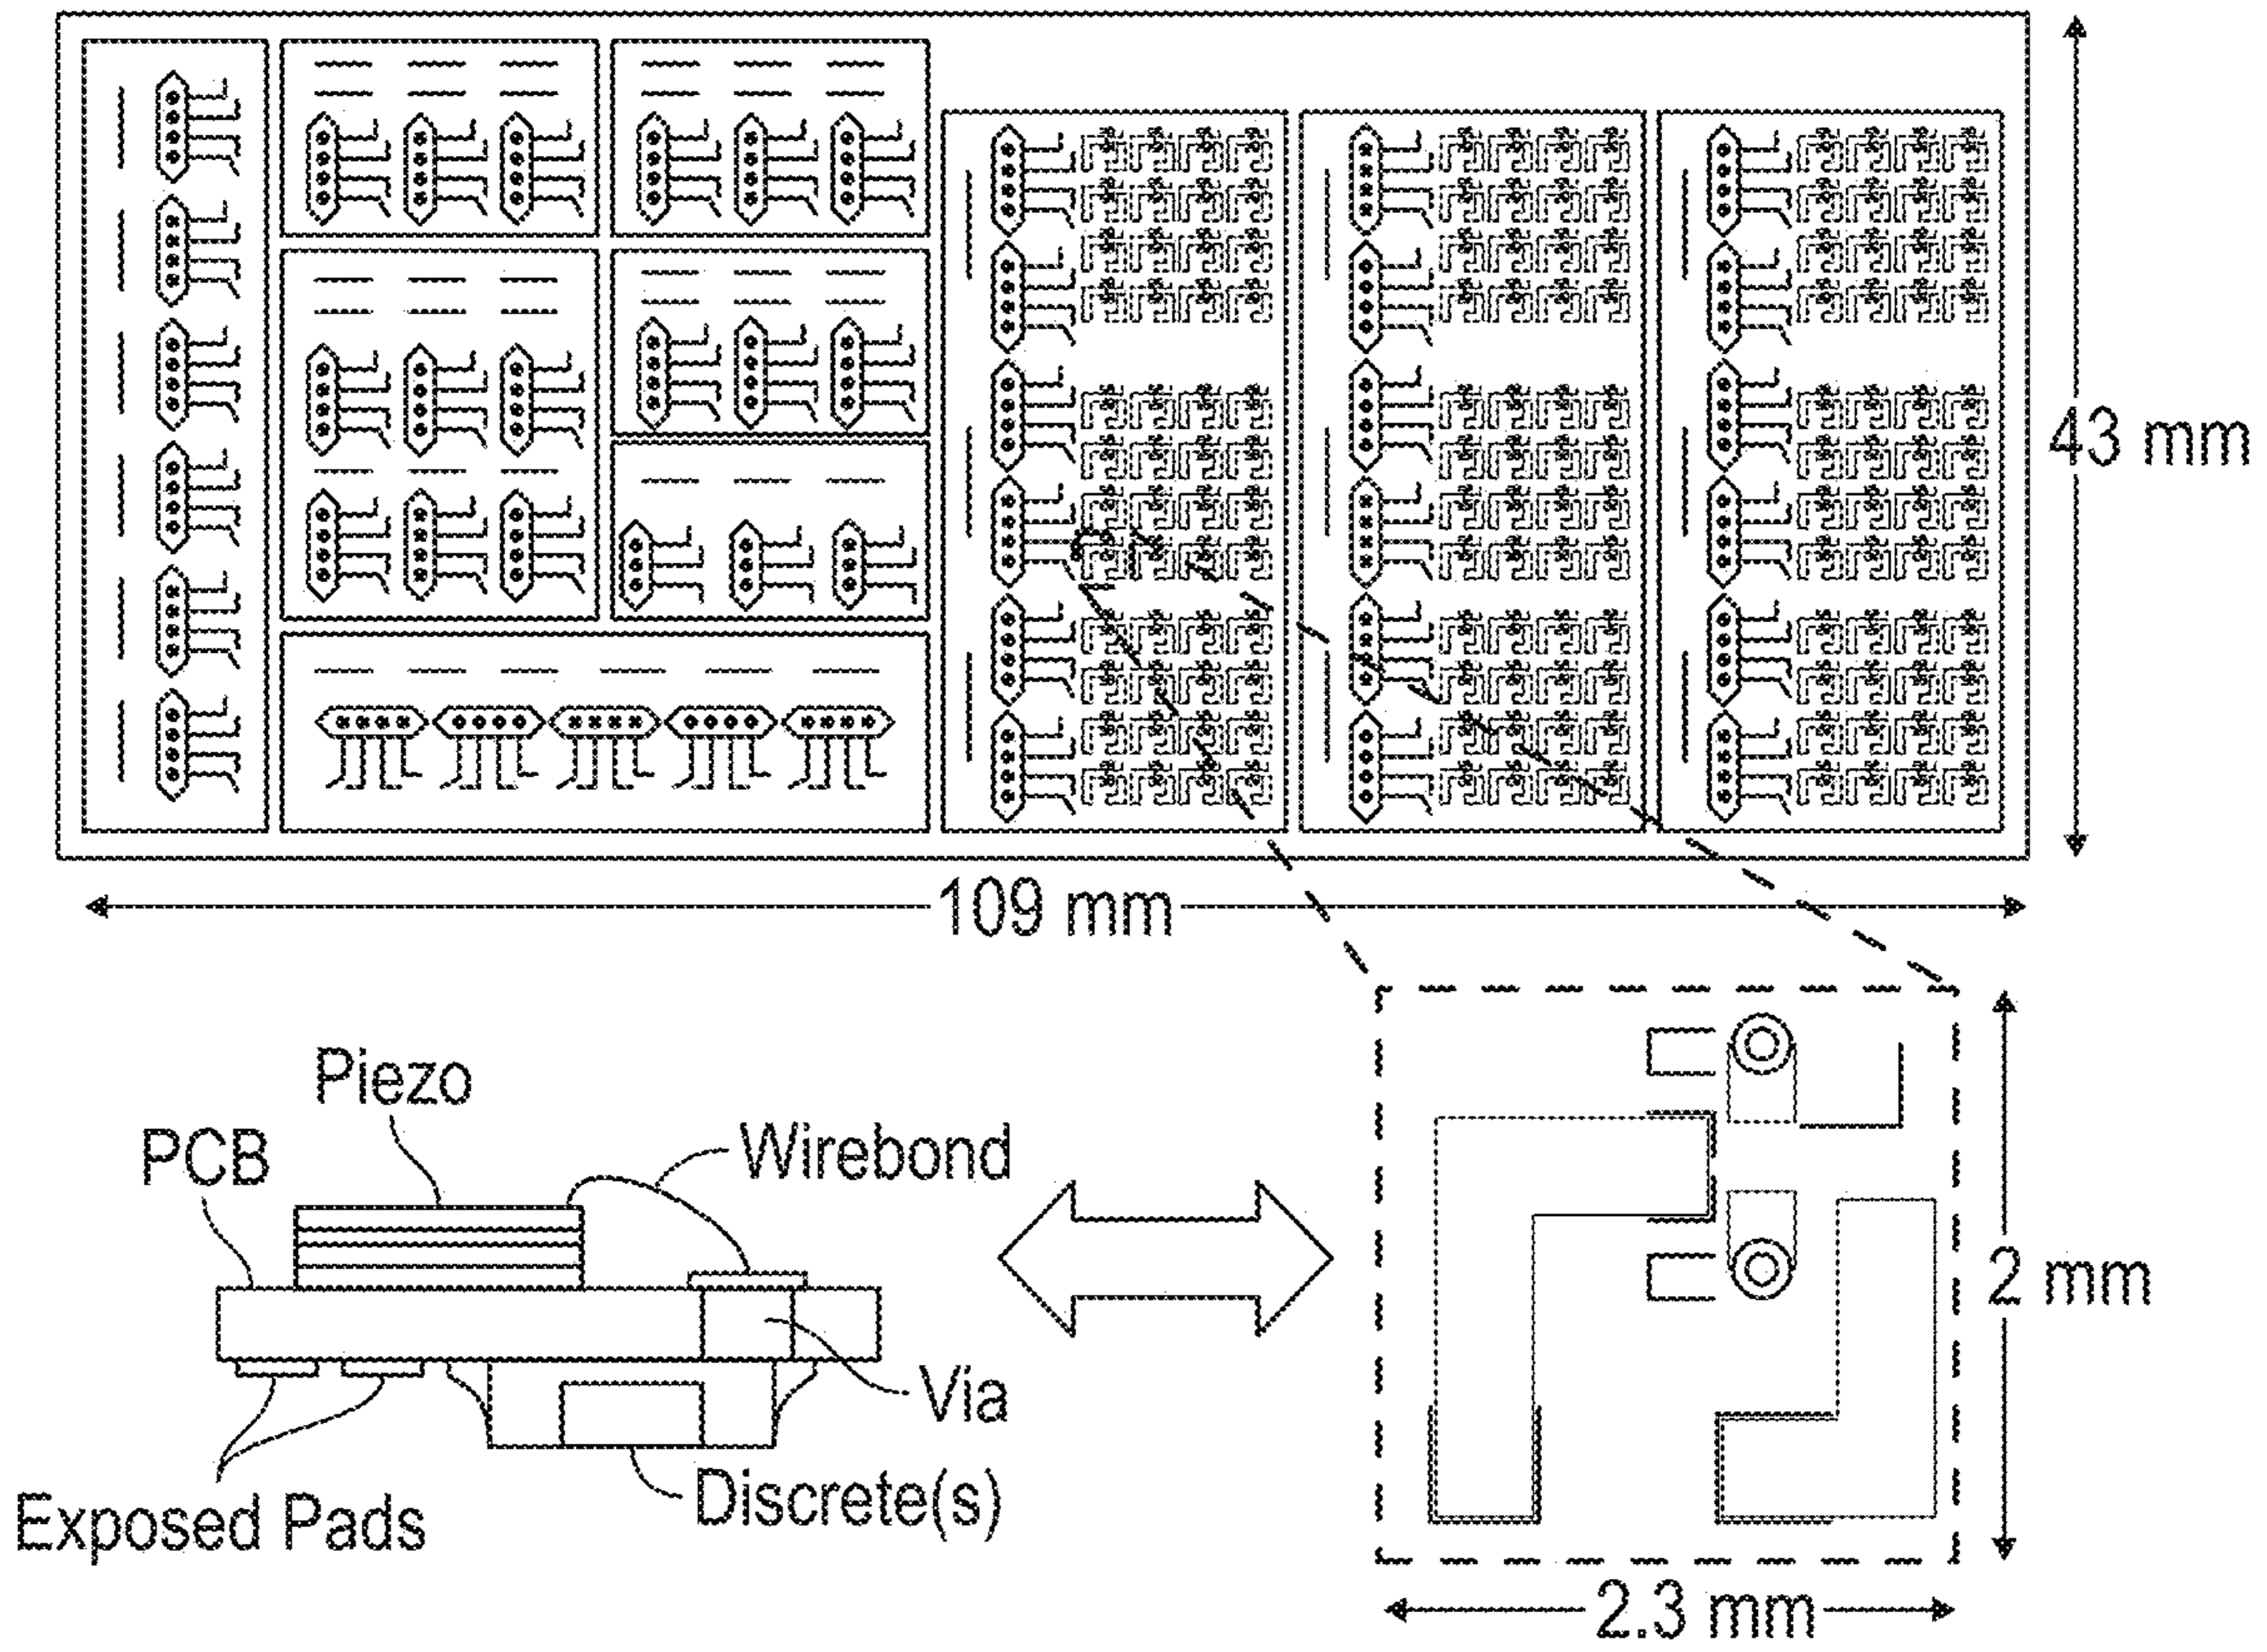 43 mm
109 mm
Piezo
PCB
Wirebond
2 mm
Via
Discrete(s)
Exposed Pads
2.3 mm